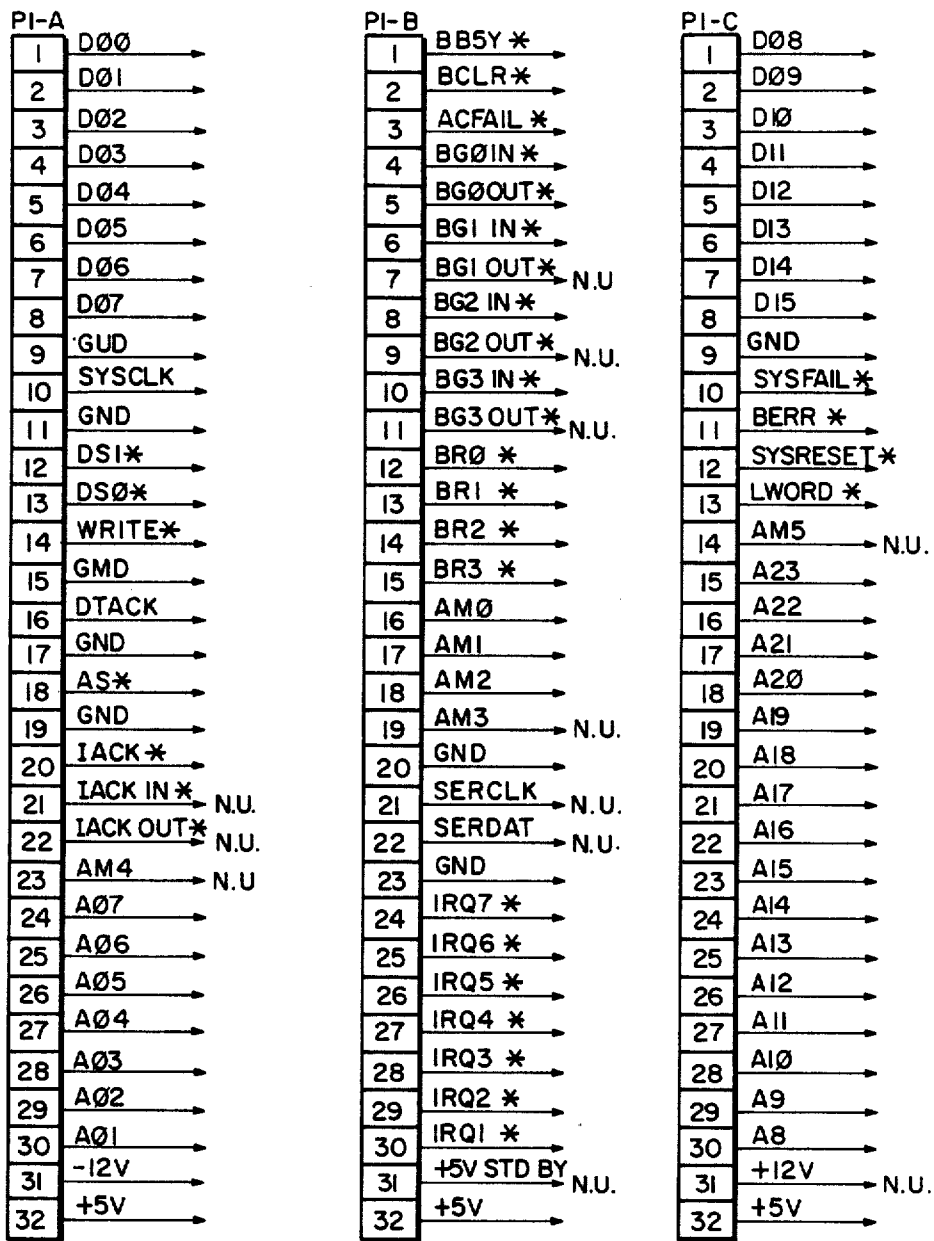 P1-A
1 DØØ
2 DØ1
3 DØ2
4 DØ3
5 DØ4
6 DØ5
7 DØ6
8 DØ7
9 GUD
10 SYSCLK
11 GND
12 DS1*
13 DSØ*
14 WRITE*
15 GMD
16 DTACK
17 GND
18 AS*
19 GND
20 IACK*
21 IACK IN* N.U.
22 IACK OUT* N.U.
23 AM4 N.U
24 AØ7
25 AØ6
26 AØ5
27 AØ4
28 AØ3
29 AØ2
30 AØ1
31 -12V
32 +5V
P1-B
1 BB5Y*
2 BCLR*
3 ACFAIL*
4 BGØIN*
5 BGØOUT*
6 BG1 IN*
7 BG1 OUT* N.U
8 BG2 IN*
9 BG2 OUT* N.U.
10 BG3 IN*
11 BG3 OUT* N.U.
12 BRØ *
13 BR1 *
14 BR2 *
15 BR3 *
16 AMØ
17 AM1
18 AM2
19 AM3 N.U.
20 GND
21 SERCLK N.U.
22 SERDAT N.U.
23 GND
24 IRQ7 *
25 IRQ6 *
26 IRQ5 *
27 IRQ4 *
28 IRQ3 *
29 IRQ2 *
30 IRQ1 *
31 +5V STD BY N.U.
32 +5V
P1-C
1 DØ8
2 DØ9
3 D1Ø
4 D11
5 D12
6 D13
7 D14
8 D15
9 GND
10 SYSFAIL*
11 BERR *
12 SYSRESET*
13 LWORD *
14 AM5 N.U.
15 A23
16 A22
17 A21
18 A2Ø
19 A19
20 A18
21 A17
22 A16
23 A15
24 A14
25 A13
26 A12
27 A11
28 A1Ø
29 A9
30 A8
31 +12V N.U.
32 +5V